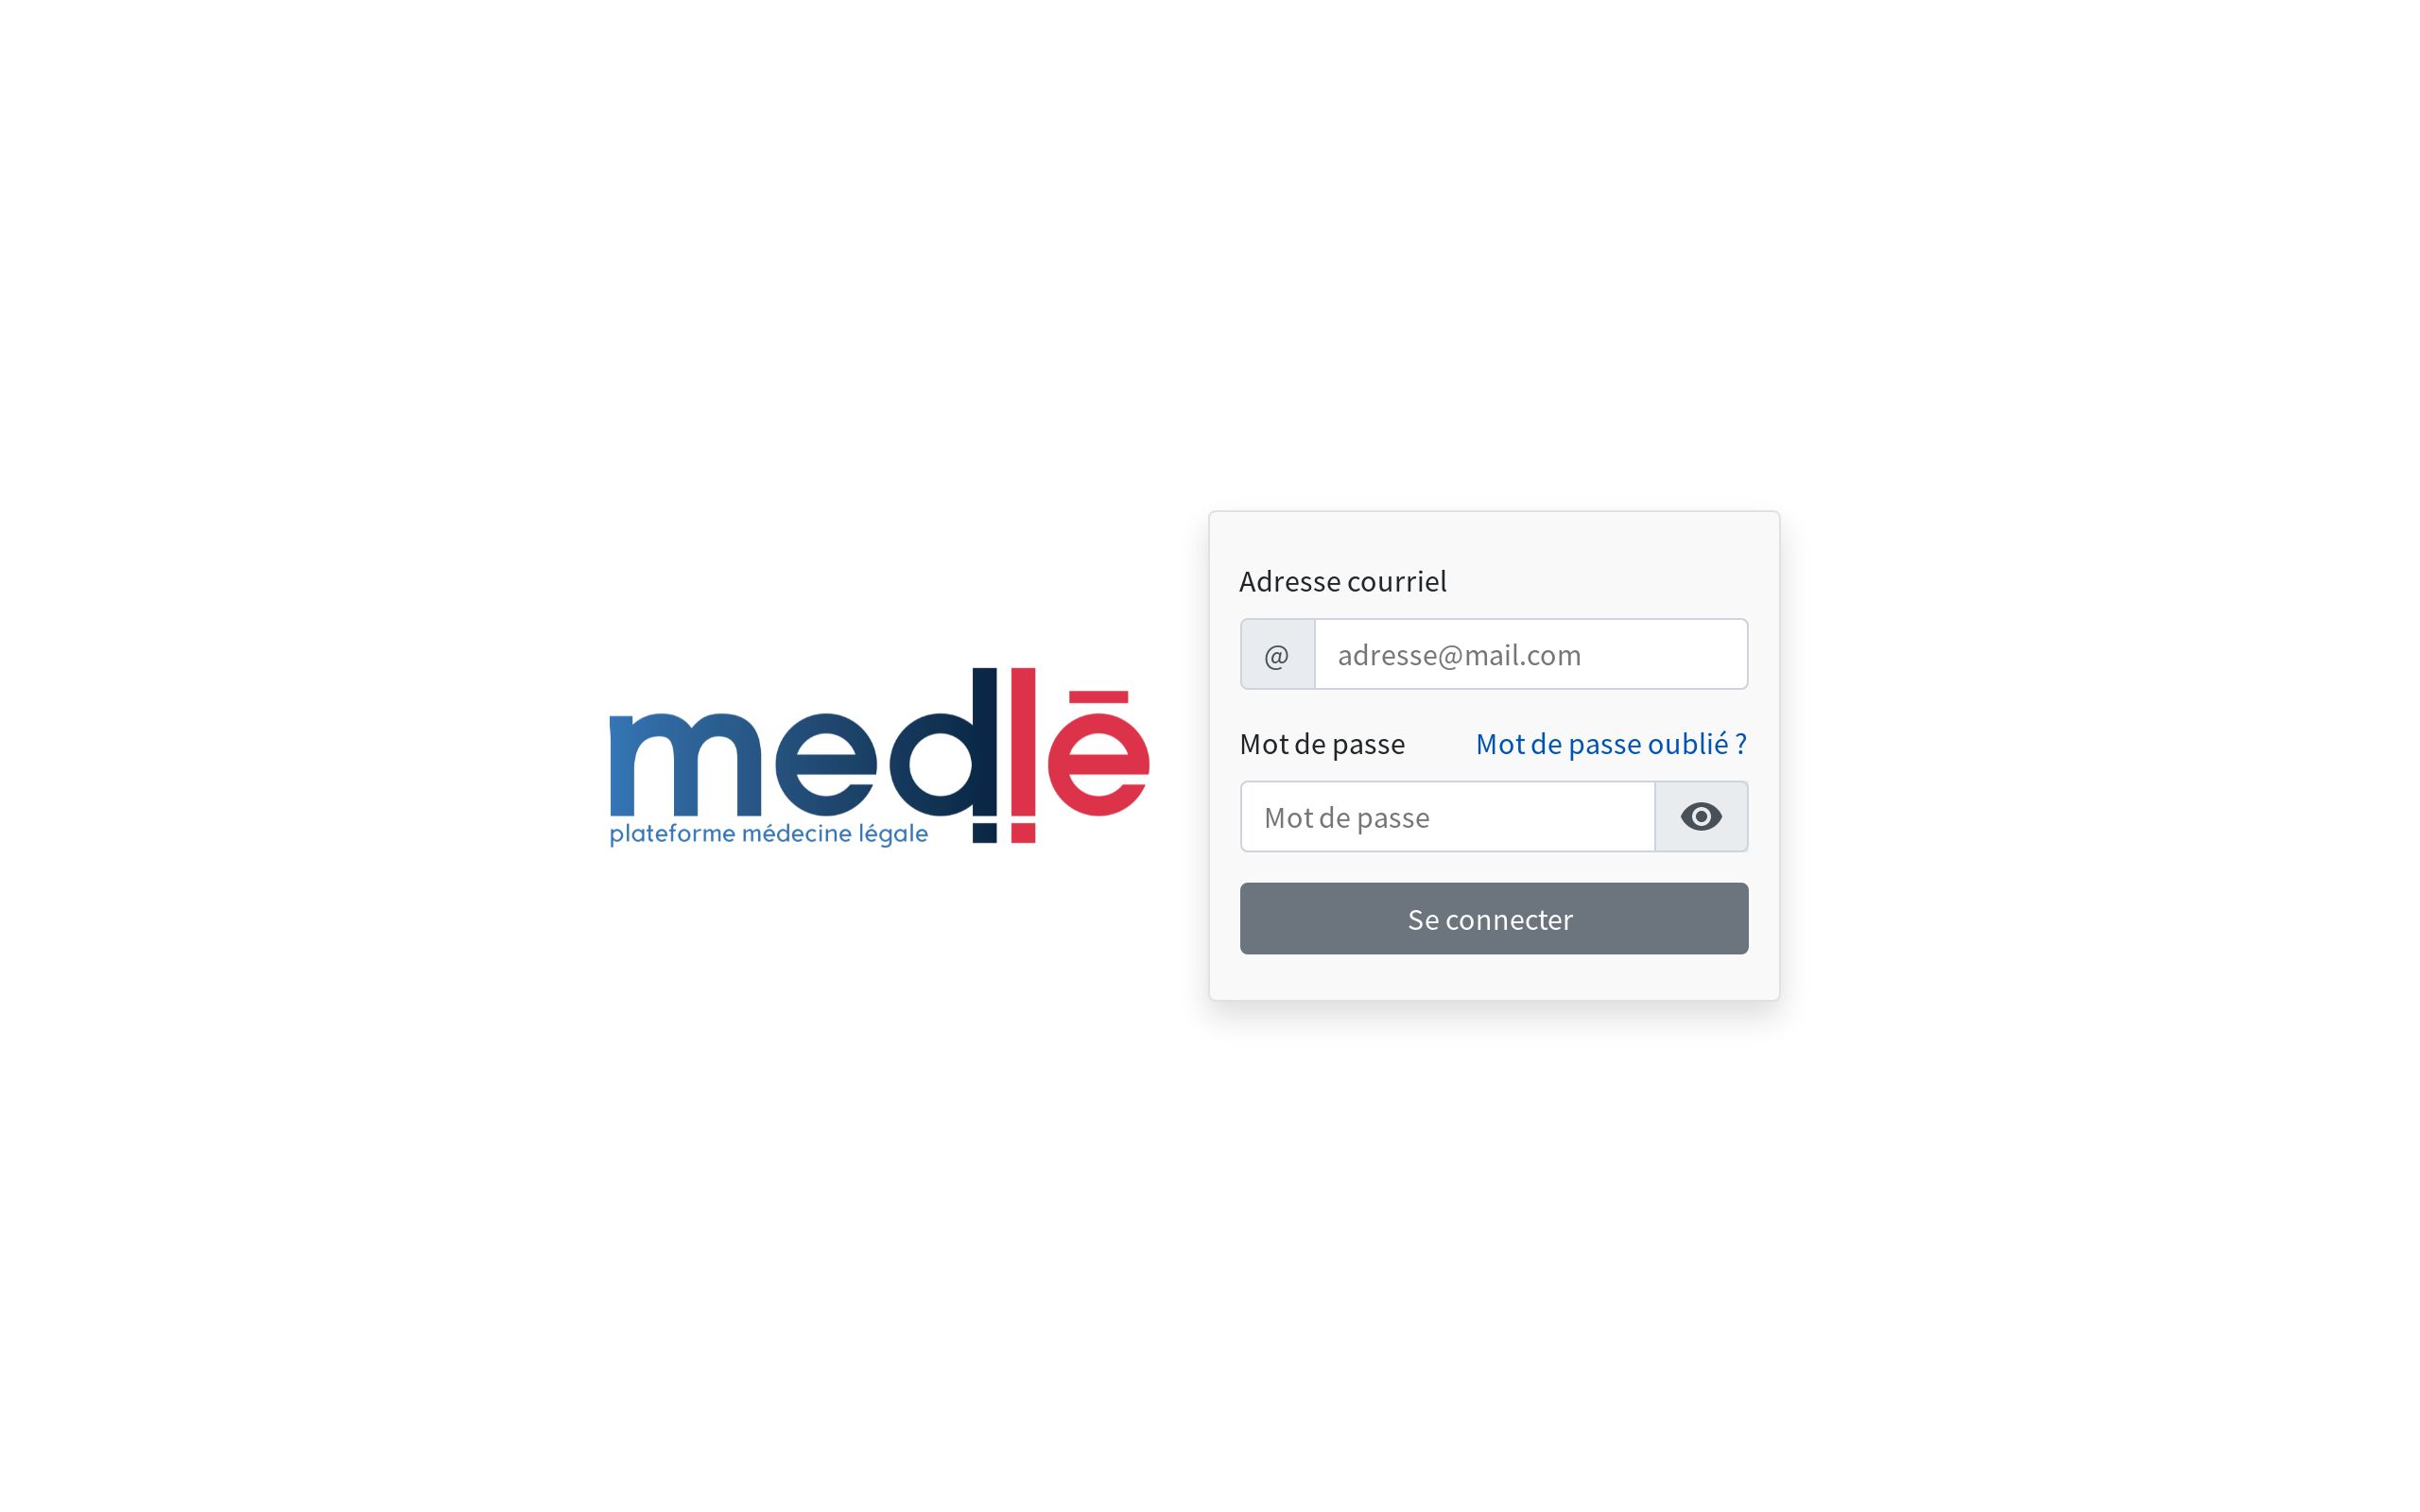 medlē
plateforme médecine légale
Adresse courriel
@ adresse@mail.com
Mot de passe Mot de passe oublié ?
Mot de passe
Se connecter